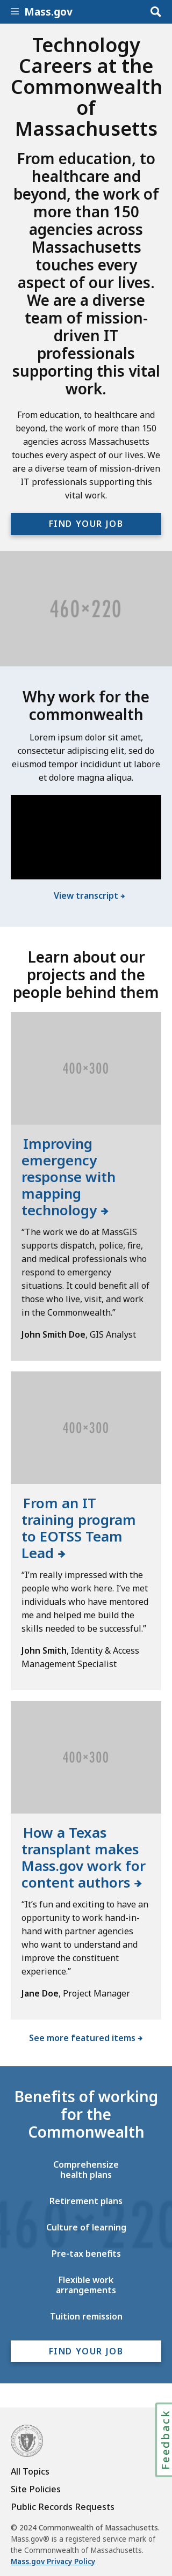 Mass.gov
Technology
Careers at the
Commonwealth
of
Massachusetts
From education, to
healthcare and
beyond, the work of
more than 150
agencies across
Massachusetts
touches every
aspect of our lives.
We are a diverse
team of mission-
driven IT
professionals
supporting this vital
work.
From education, to healthcare and
beyond, the work of more than 150
agencies across Massachusetts
touches every aspect of our lives. We
are a diverse team of mission-driven
IT professionals supporting this
vital work.
FIND YOUR JOB
460×220
Why work for the
commonwealth
Lorem ipsum dolor sit amet,
consectetur adipiscing elit, sed do
eiusmod tempor incididunt ut labore
et dolore magna aliqua.
View transcript
Learn about our
projects and the
people behind them
400×300
Improving
emergency
response with
mapping
technology
“The work we do at MassGIS
supports dispatch, police, fire,
and medical professionals who
respond to emergency
situations. It could benefit all of
those who live, visit, and work
in the Commonwealth.”
John Smith Doe, GIS Analyst
400×300
From an IT
training program
to EOTSS Team
Lead
“I’m really impressed with the
people who work here. I’ve met
individuals who have mentored
me and helped me build the
skills needed to be successful.”
John Smith, Identity & Access
Management Specialist
400×300
How a Texas
transplant makes
Mass.gov work for
content authors
“It’s fun and exciting to have an
opportunity to work hand-in-
hand with partner agencies
who want to understand and
improve the constituent
experience.”
Jane Doe, Project Manager
See more featured items
Benefits of working
for the
Commonwealth
Comprehensize
health plans
Retirement plans
Culture of learning
Pre-tax benefits
Flexible work
arrangements
Tuition remission
FIND YOUR JOB
Feedback
All Topics
Site Policies
Public Records Requests
© 2024 Commonwealth of Massachusetts.
Mass.gov® is a registered service mark of
the Commonwealth of Massachusetts.
Mass.gov Privacy Policy